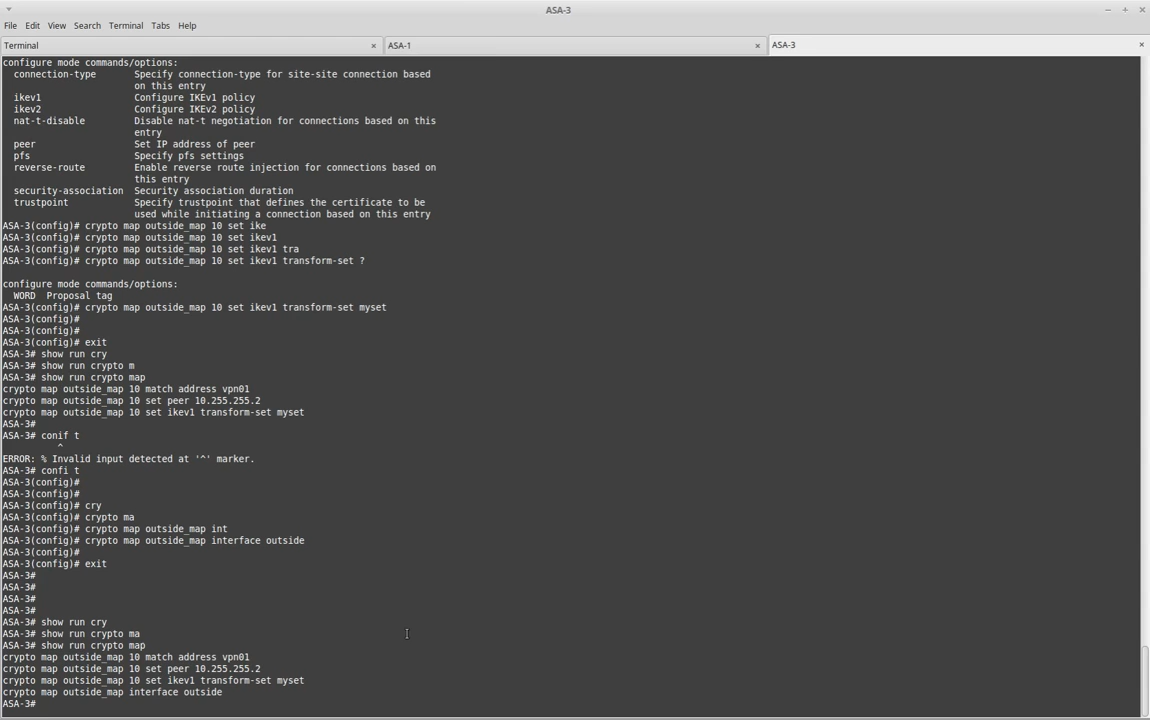 ASA-3
File Edit View Search Terminal Tabs Help
Terminal × ASA-1 × ASA-3 ×
configure mode commands/options:
  connection-type       Specify connection-type for site-site connection based
                        on this entry
  ikev1                 Configure IKEv1 policy
  ikev2                 Configure IKEv2 policy
  nat-t-disable         Disable nat-t negotiation for connections based on this
                        entry
  peer                  Set IP address of peer
  pfs                   Specify pfs settings
  reverse-route         Enable reverse route injection for connections based on
                        this entry
  security-association  Security association duration
  trustpoint            Specify trustpoint that defines the certificate to be
                        used while initiating a connection based on this entry
ASA-3(config)# crypto map outside_map 10 set ike
ASA-3(config)# crypto map outside_map 10 set ikev1
ASA-3(config)# crypto map outside_map 10 set ikev1 tra
ASA-3(config)# crypto map outside_map 10 set ikev1 transform-set ?

configure mode commands/options:
  WORD  Proposal tag
ASA-3(config)# crypto map outside_map 10 set ikev1 transform-set myset
ASA-3(config)#
ASA-3(config)#
ASA-3(config)# exit
ASA-3# show run cry
ASA-3# show run crypto m
ASA-3# show run crypto map
crypto map outside_map 10 match address vpn01
crypto map outside_map 10 set peer 10.255.255.2
crypto map outside_map 10 set ikev1 transform-set myset
ASA-3#
ASA-3# conif t
          ^
ERROR: % Invalid input detected at '^' marker.
ASA-3# confi t
ASA-3(config)#
ASA-3(config)#
ASA-3(config)# cry
ASA-3(config)# crypto ma
ASA-3(config)# crypto map outside_map int
ASA-3(config)# crypto map outside_map interface outside
ASA-3(config)#
ASA-3(config)# exit
ASA-3#
ASA-3#
ASA-3#
ASA-3#
ASA-3# show run cry
ASA-3# show run crypto ma
ASA-3# show run crypto map
crypto map outside_map 10 match address vpn01
crypto map outside_map 10 set peer 10.255.255.2
crypto map outside_map 10 set ikev1 transform-set myset
crypto map outside_map interface outside
ASA-3#